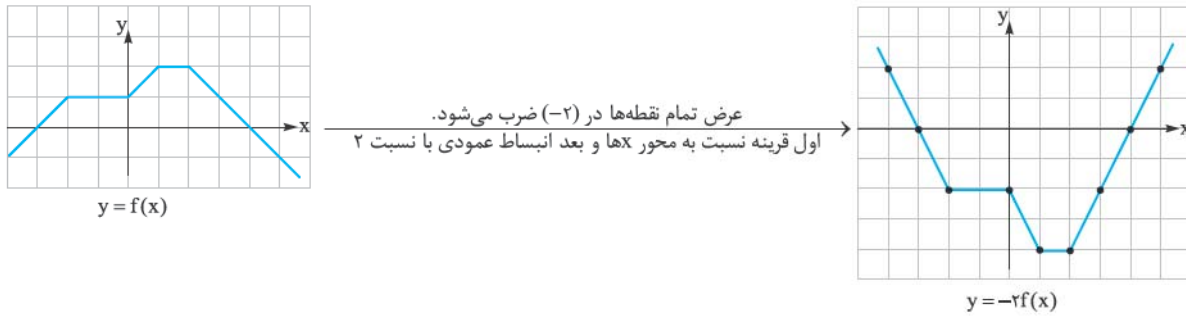 y
x
y = f(x)
عرض تمام نقطه‌ها در (−۲) ضرب می‌شود.
اول قرینه نسبت به محور xها و بعد انبساط عمودی با نسبت ۲
y
x
y = −۲f(x)